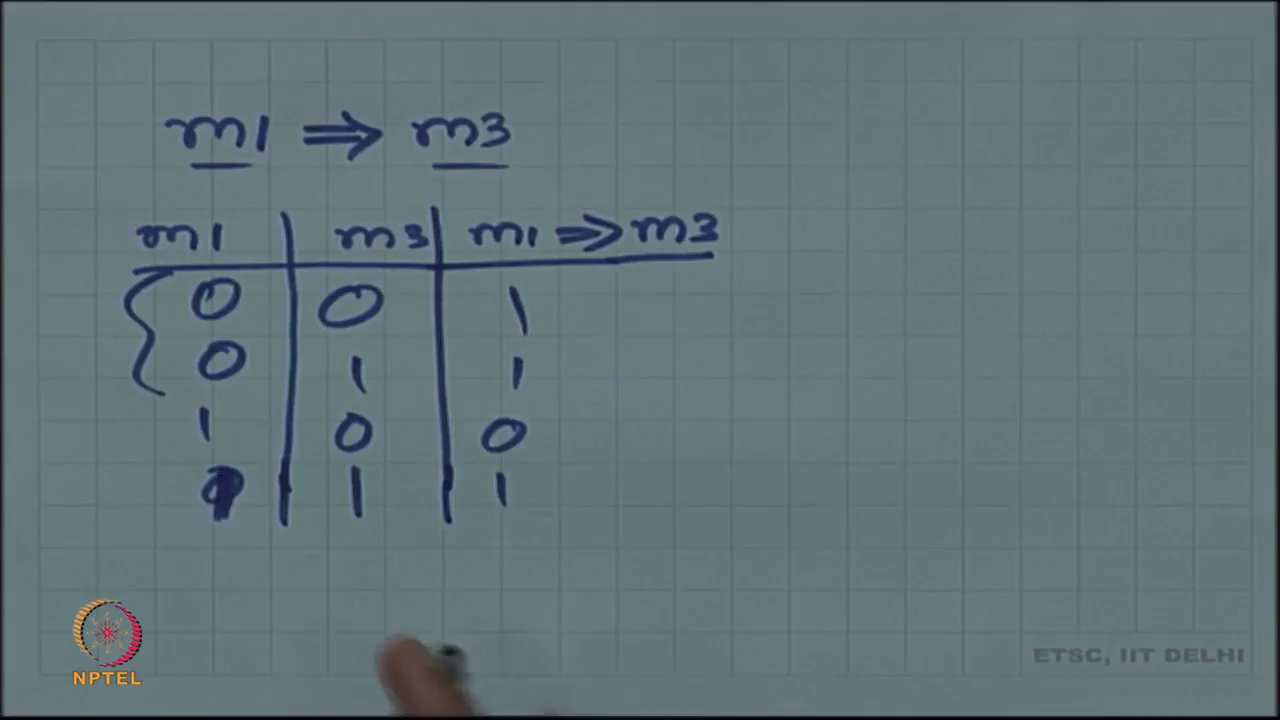 m1 ⇒ m3
m1 | m3 | m1 ⇒ m3
0 | 0 | 1
0 | 1 | 1
1 | 0 | 0
1 | 1 | 1
NPTEL
ETSC, IIT DELHI